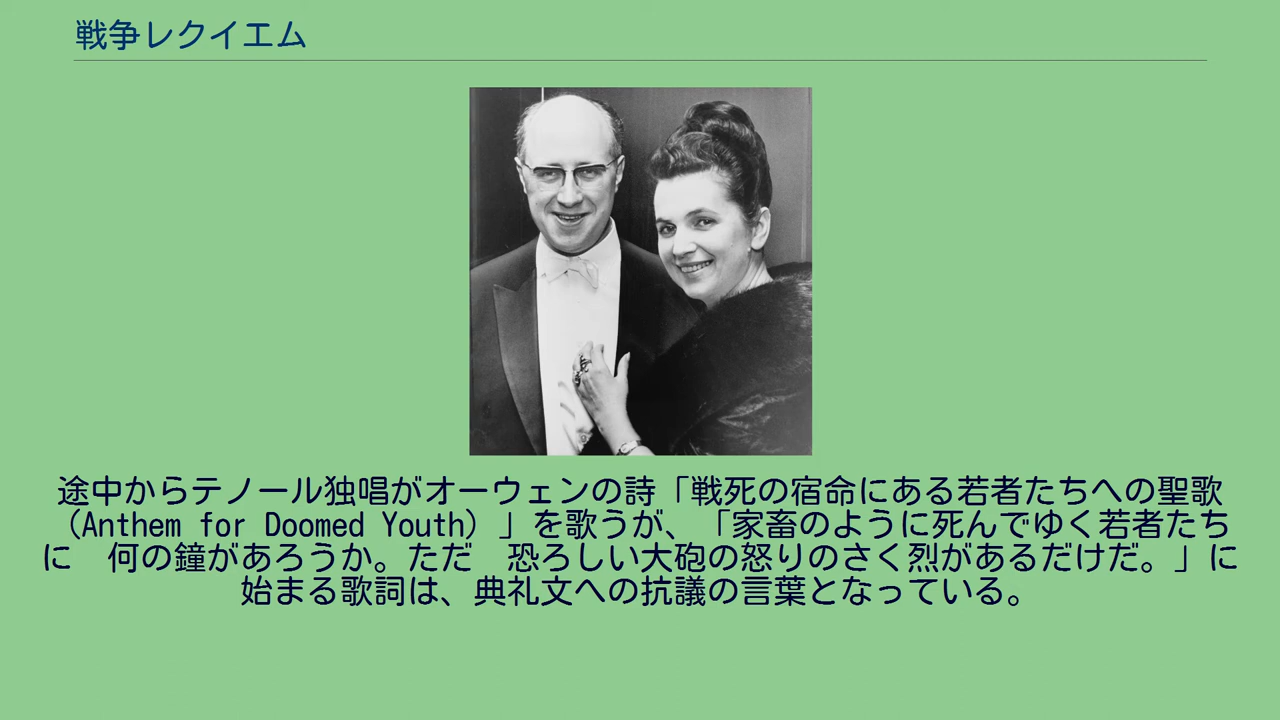 戦争レクイエム
途中からテノール独唱がオーウェンの詩「戦死の宿命にある若者たちへの聖歌
（Anthem for Doomed Youth）」を歌うが、「家畜のように死んでゆく若者たち
に　何の鐘があろうか。ただ　恐ろしい大砲の怒りのさく烈があるだけだ。」に
始まる歌詞は、典礼文への抗議の言葉となっている。